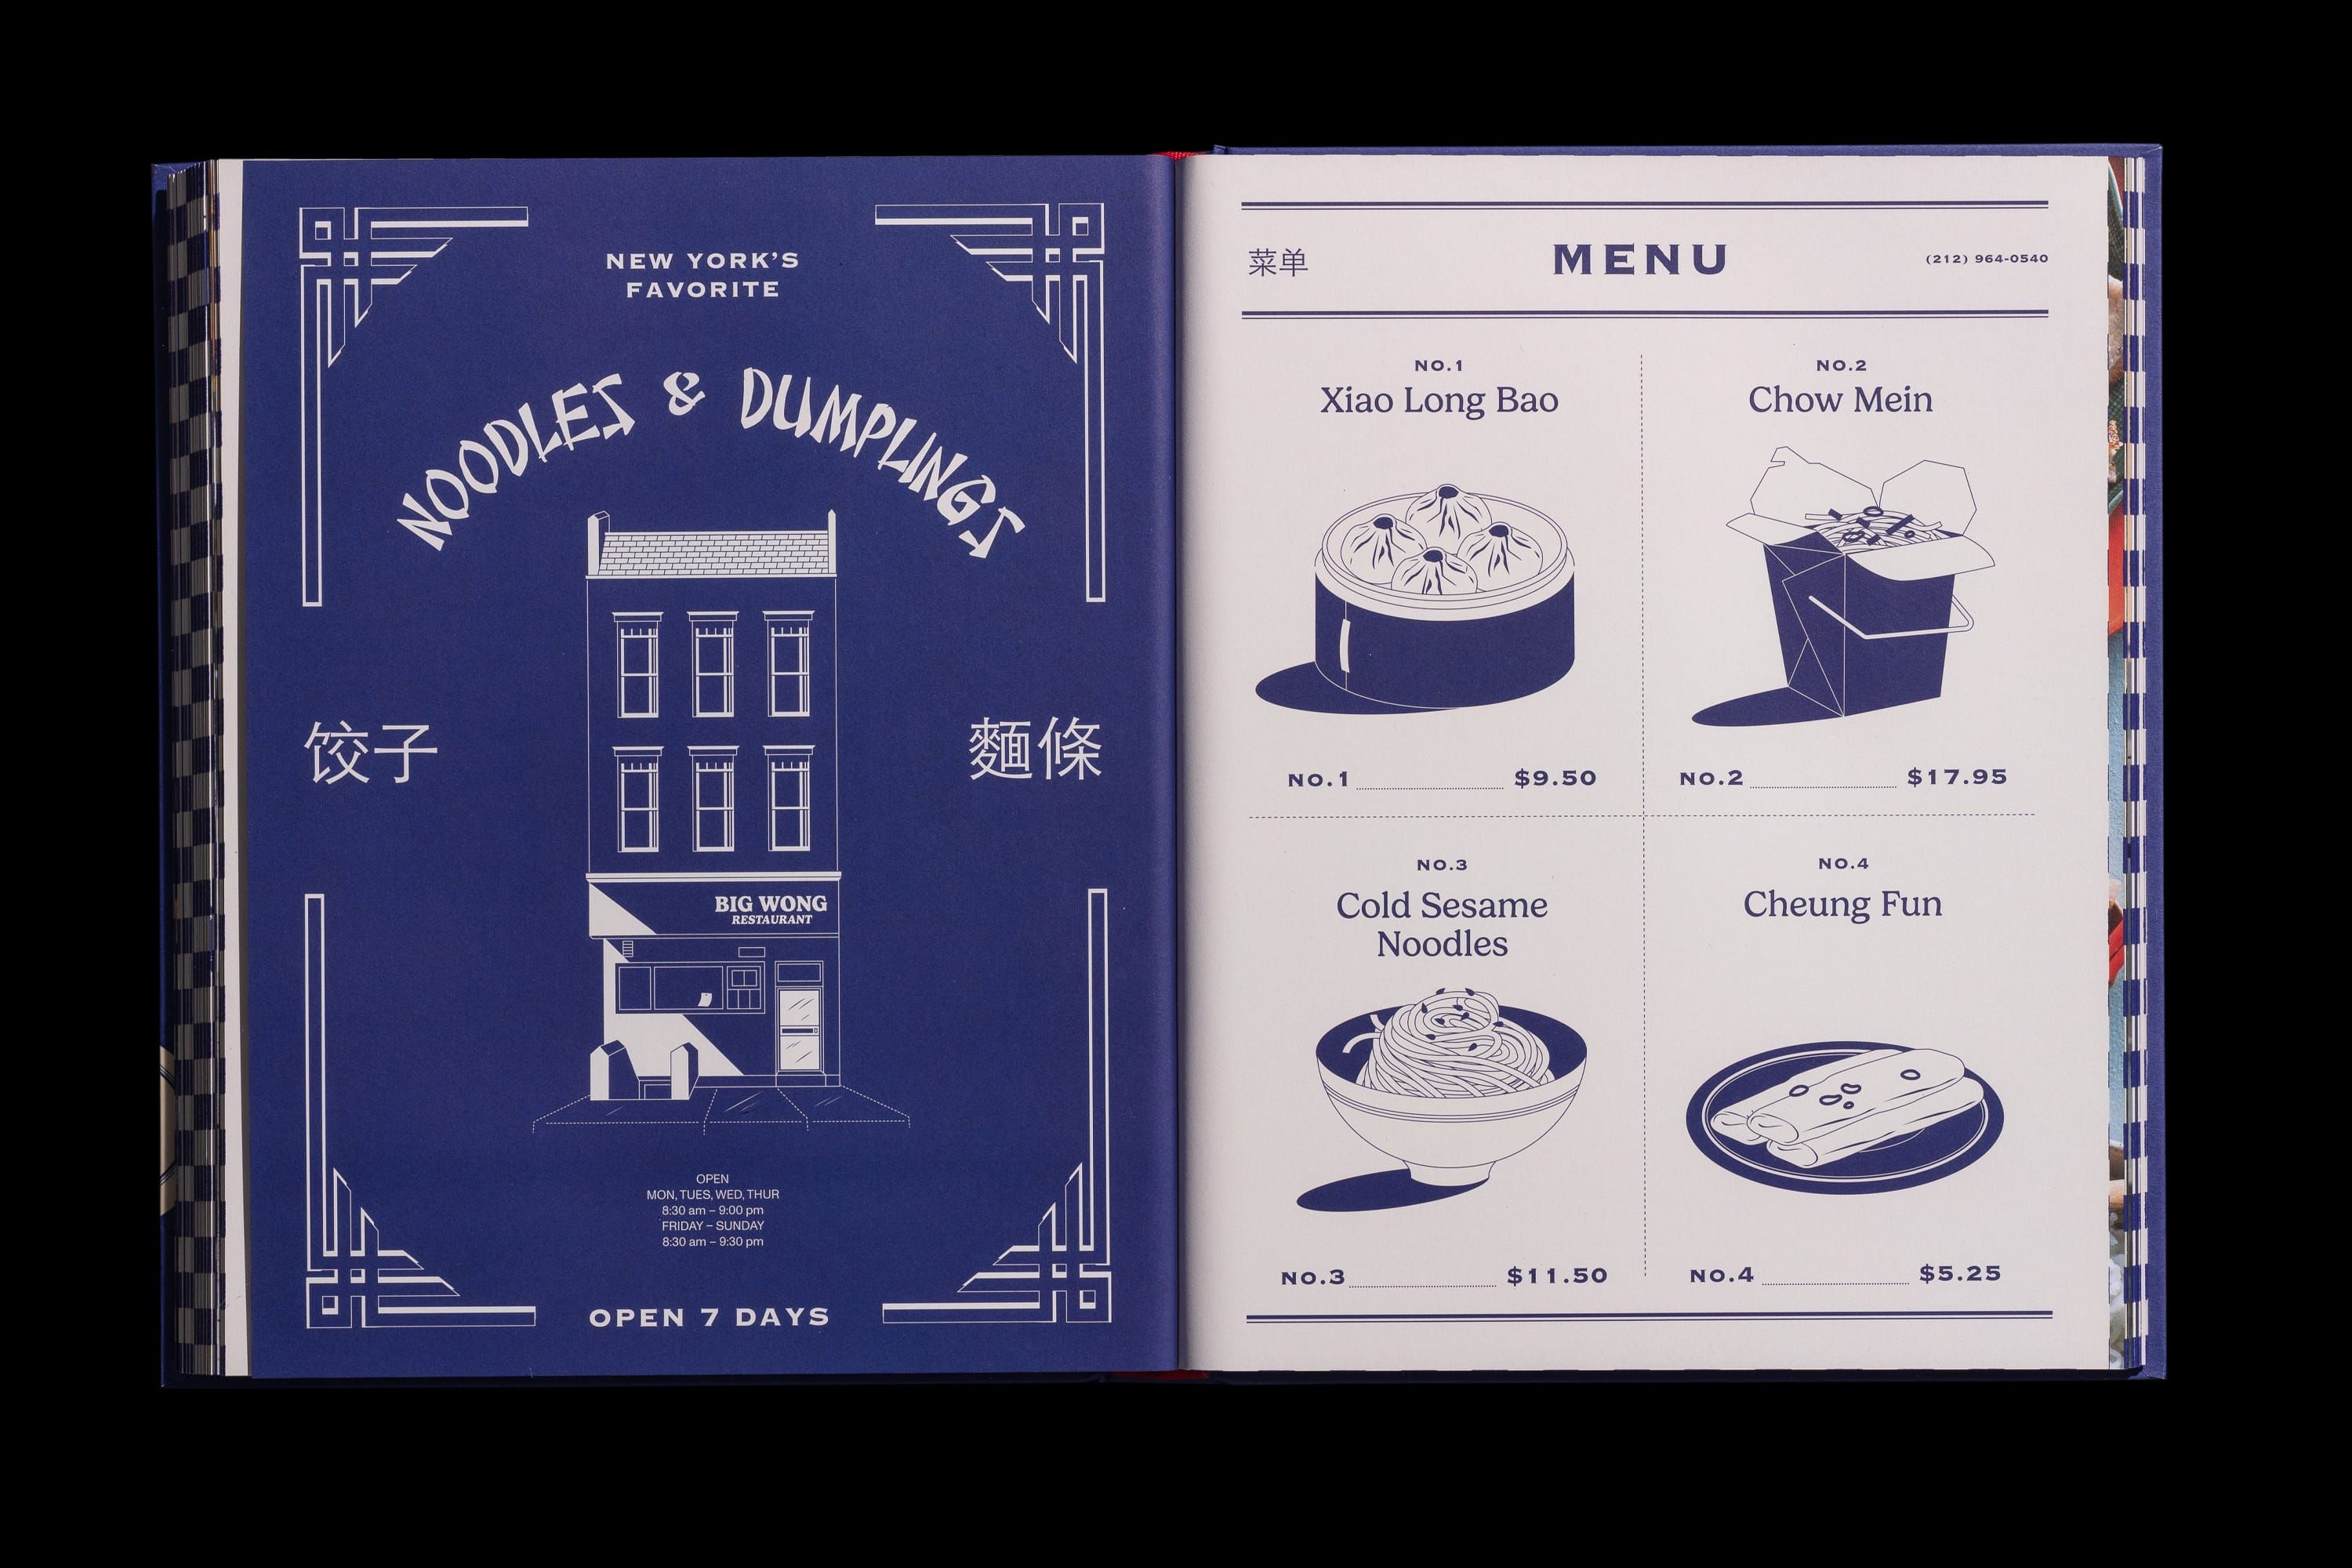 NEW YORK'S
FAVORITE
NOODLES & DUMPLINGS
饺子
麵條
BIG WONG
RESTAURANT
OPEN
MON, TUES, WED, THUR
8:30 am – 9:00 pm
FRIDAY – SUNDAY
8:30 am – 9:30 pm
OPEN 7 DAYS
菜单
MENU
(212) 964-0540
NO.1
Xiao Long Bao
NO.1 $9.50
NO.2
Chow Mein
NO.2 $17.95
NO.3
Cold Sesame
Noodles
NO.3 $11.50
NO.4
Cheung Fun
NO.4 $5.25